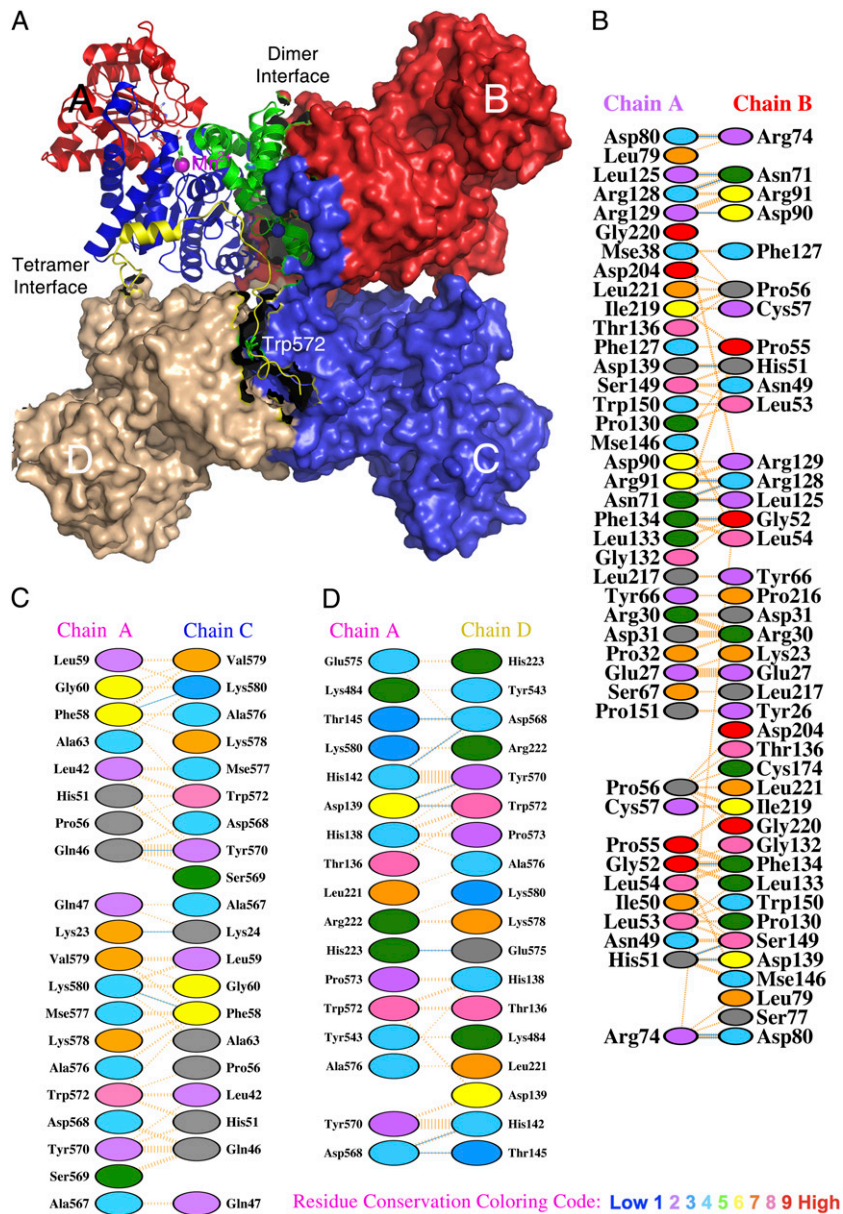 A
Dimer
Interface
A
B
Tetramer
Interface
Trp572
D
C
B
Chain A Chain B
Asp80 Arg74
Leu79
Leu125 Asn71
Arg128 Arg91
Arg129 Asp90
Gly220
Mse38 Phe127
Asp204
Leu221 Pro56
Ile219 Cys57
Thr136
Phe127 Pro55
Asp139 His51
Ser149 Asn49
Trp150 Leu53
Pro130
Mse146
Asp90 Arg129
Arg91 Arg128
Asn71 Leu125
Phe134 Gly52
Leu133 Leu54
Gly132
Leu217 Tyr66
Tyr66 Pro216
Arg30 Asp31
Asp31 Arg30
Pro32 Lys23
Glu27 Glu27
Ser67 Leu217
Pro151 Tyr26
Asp204
Thr136
Cys174
Pro56 Leu221
Cys57 Ile219
Gly220
Pro55 Gly132
Gly52 Phe134
Leu54 Leu133
Ile50 Trp150
Leu53 Pro130
Asn49 Ser149
His51 Asp139
Mse146
Leu79
Ser77
Arg74 Asp80
C
Chain A Chain C
Leu59 Val579
Gly60 Lys580
Phe58 Ala576
Ala63 Lys578
Leu42 Mse577
His51 Trp572
Pro56 Asp568
Gln46 Tyr570
Ser569
Gln47 Ala567
Lys23 Lys24
Val579 Leu59
Lys580 Gly60
Mse577 Phe58
Lys578 Ala63
Ala576 Pro56
Trp572 Leu42
Asp568 His51
Tyr570 Gln46
Ser569
Ala567 Gln47
D
Chain A Chain D
Glu575 His223
Lys484 Tyr543
Thr145 Asp568
Lys580 Arg222
His142 Tyr570
Asp139 Trp572
His138 Pro573
Thr136 Ala576
Leu221 Lys580
Arg222 Lys578
His223 Glu575
Pro573 His138
Trp572 Thr136
Tyr543 Lys484
Ala576 Leu221
Asp139
Tyr570 His142
Asp568 Thr145
Residue Conservation Coloring Code: Low 1 2 3 4 5 6 7 8 9 High